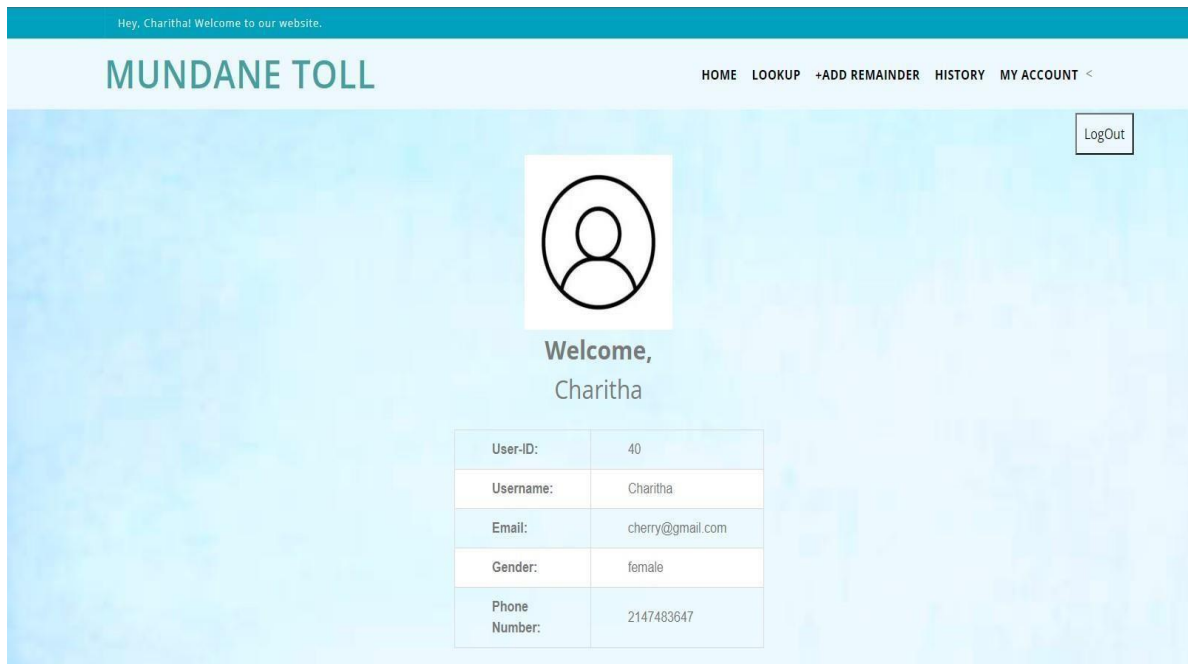 Hey, Charitha! Welcome to our website.
MUNDANE TOLL
HOME LOOKUP +ADD REMAINDER HISTORY MY ACCOUNT <
LogOut
Welcome,
Charitha
User-ID: 40
Username: Charitha
Email: cherry@gmail.com
Gender: female
Phone
Number: 2147483647